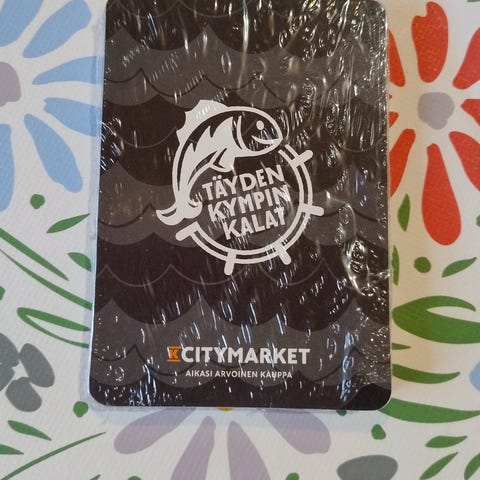 TÄYDEN
KYMPIN
KALAT
K CITYMARKET
AIKASI ARVOINEN KAUPPA